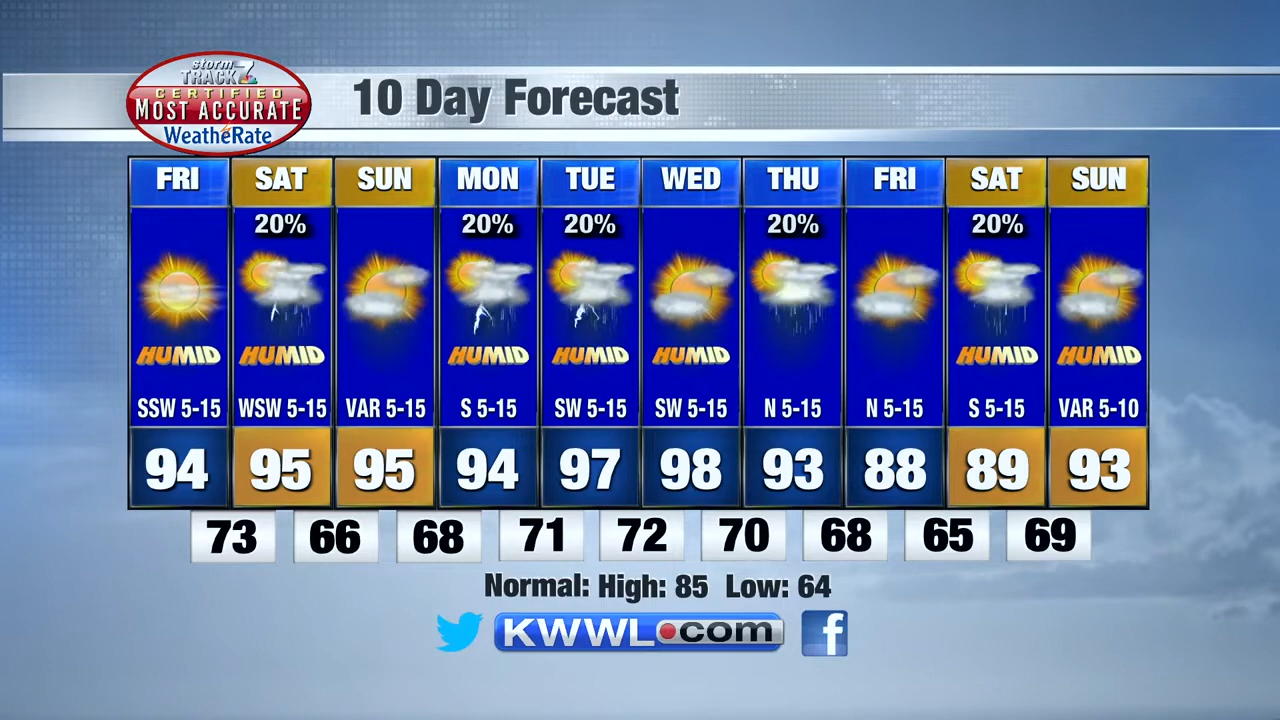 storm
TRACK 7
CERTIFIED
MOST ACCURATE
WeatheRate
10 Day Forecast
FRI SAT SUN MON TUE WED THU FRI SAT SUN
20% 20% 20% 20% 20%
HUMID HUMID HUMID HUMID HUMID HUMID HUMID
SSW 5-15 WSW 5-15 VAR 5-15 S 5-15 SW 5-15 SW 5-15 N 5-15 N 5-15 S 5-15 VAR 5-10
94 95 95 94 97 98 93 88 89 93
73 66 68 71 72 70 68 65 69
Normal: High: 85 Low: 64
KWWL.com f